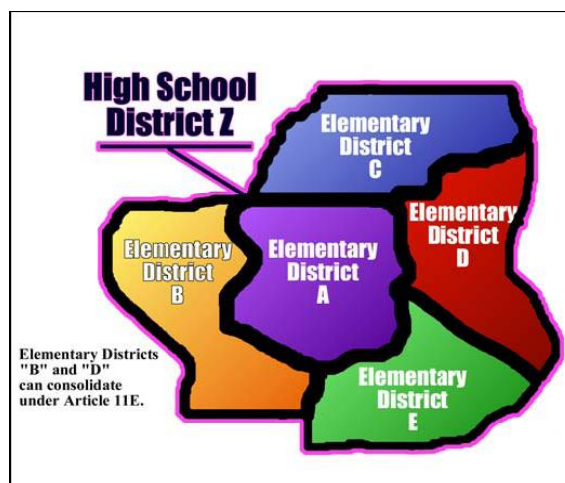 High School
District Z
Elementary
District
C
Elementary
District
D
Elementary
District
B
Elementary
District
A
Elementary Districts
"B" and "D"
can consolidate
under Article 11E.
Elementary
District
E